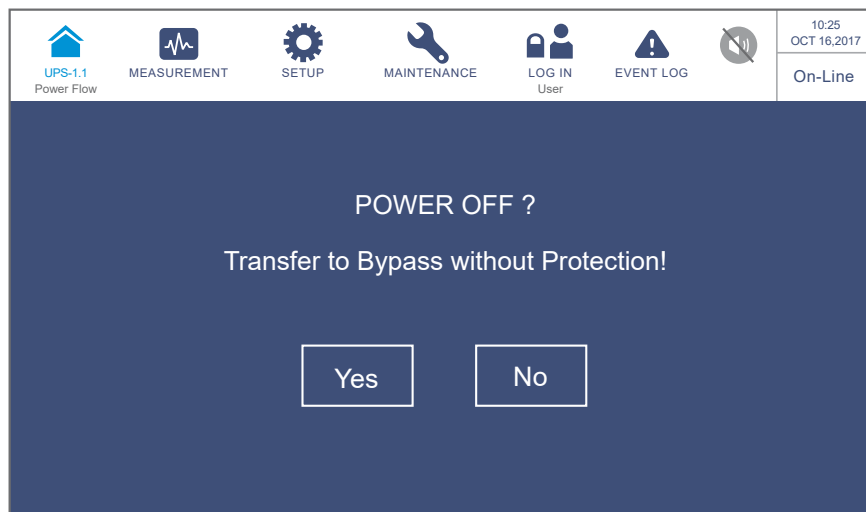 UPS-1.1
Power Flow
MEASUREMENT
SETUP
MAINTENANCE
LOG IN
User
EVENT LOG
10:25
OCT 16,2017
On-Line
POWER OFF ?
Transfer to Bypass without Protection!
Yes
No